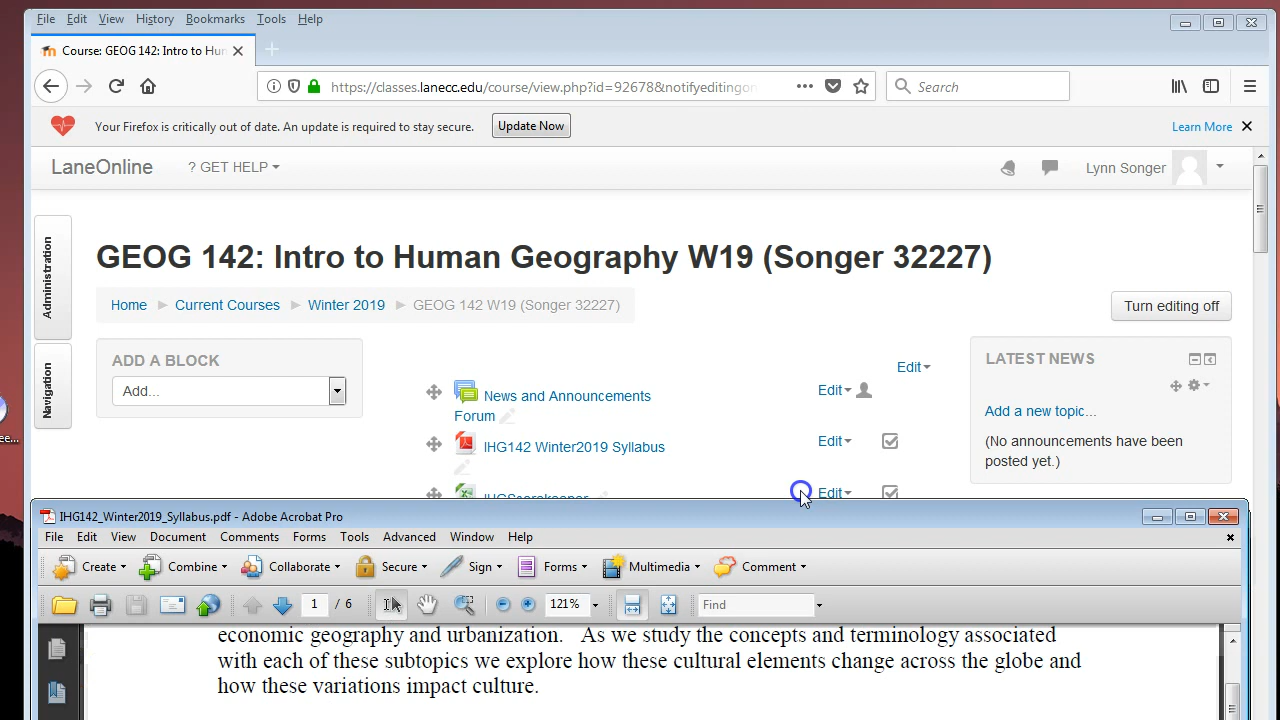 File Edit View History Bookmarks Tools Help
Course: GEOG 142: Intro to Hum
https://classes.lanecc.edu/course/view.php?id=92678&notifyeditingon
Search
Your Firefox is critically out of date. An update is required to stay secure. Update Now Learn More
LaneOnline ? GET HELP Lynn Songer
Administration
Navigation
GEOG 142: Intro to Human Geography W19 (Songer 32227)
Home Current Courses Winter 2019 GEOG 142 W19 (Songer 32227)
Turn editing off
ADD A BLOCK
Add...
Edit
News and Announcements
Forum
Edit
IHG142 Winter2019 Syllabus
Edit
IHGScorekeeper
Edit
LATEST NEWS
Add a new topic...
(No announcements have been
posted yet.)
ee...
IHG142_Winter2019_Syllabus.pdf - Adobe Acrobat Pro
File Edit View Document Comments Forms Tools Advanced Window Help
Create Combine Collaborate Secure Sign Forms Multimedia Comment
1 / 6 121% Find
economic geography and urbanization. As we study the concepts and terminology associated
with each of these subtopics we explore how these cultural elements change across the globe and
how these variations impact culture.